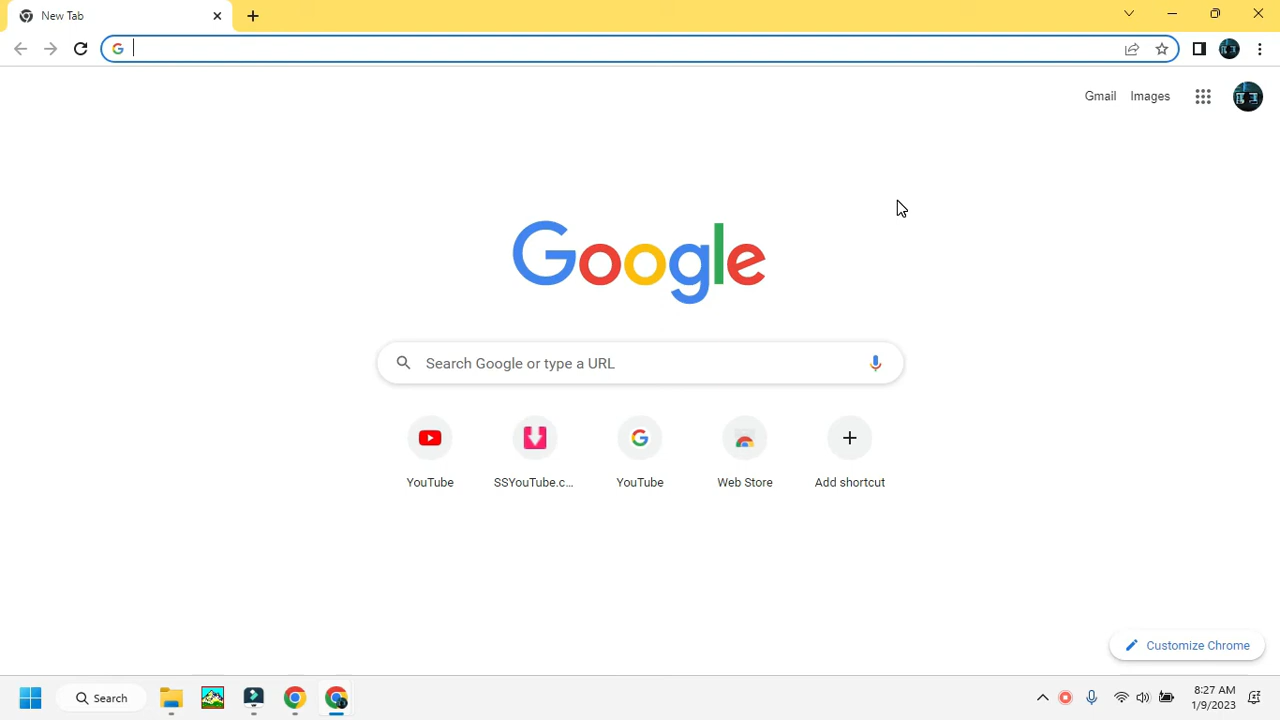 New Tab
Gmail Images
Google
Search Google or type a URL
YouTube SSYouTube.c... YouTube Web Store Add shortcut
Customize Chrome
Search
8:27 AM
1/9/2023